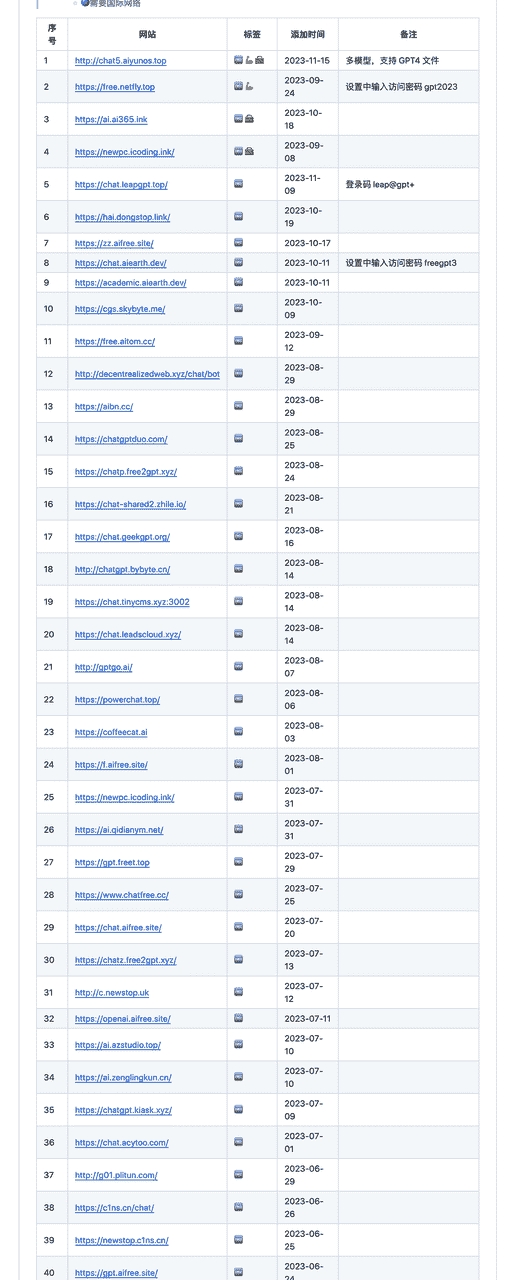 需要国际网络
序
号
网站
标签
添加时间
备注
1 http://chat5.aiyunos.top 2023-11-15 多模型，支持 GPT4 文件
2 https://free.netfly.top 2023-09-
24 设置中输入访问密码 gpt2023
3 https://ai.ai365.ink 2023-10-
18
4 https://newpc.icoding.ink/ 2023-09-
08
5 https://chat.leapgpt.top/ 2023-11-
09 登录码 leap@gpt+
6 https://hai.dongstop.link/ 2023-10-
19
7 https://zz.aifree.site/ 2023-10-17
8 https://chat.aiearth.dev/ 2023-10-11 设置中输入访问密码 freegpt3
9 https://academic.aiearth.dev/ 2023-10-11
10 https://cgs.skybyte.me/ 2023-10-
09
11 https://free.aitom.cc/ 2023-09-
12
12 http://decentrealizedweb.xyz/chat/bot 2023-08-
29
13 https://aibn.cc/ 2023-08-
29
14 https://chatgptduo.com/ 2023-08-
25
15 https://chatp.free2gpt.xyz/ 2023-08-
24
16 https://chat-shared2.zhile.io/ 2023-08-
21
17 https://chat.geekgpt.org/ 2023-08-
16
18 http://chatgpt.bybyte.cn/ 2023-08-
14
19 https://chat.tinycms.xyz:3002 2023-08-
14
20 https://chat.leadscloud.xyz/ 2023-08-
14
21 http://gptgo.ai/ 2023-08-
07
22 https://powerchat.top/ 2023-08-
06
23 https://coffeecat.ai 2023-08-
03
24 https://f.aifree.site/ 2023-08-
01
25 https://newpc.icoding.ink/ 2023-07-
31
26 https://ai.qidianym.net/ 2023-07-
31
27 https://gpt.freet.top 2023-07-
29
28 https://www.chatfree.cc/ 2023-07-
25
29 https://chat.aifree.site/ 2023-07-
20
30 https://chatz.free2gpt.xyz/ 2023-07-
13
31 http://c.newstop.uk 2023-07-
12
32 https://openai.aifree.site/ 2023-07-11
33 https://ai.azstudio.top/ 2023-07-
10
34 https://ai.zenglingkun.cn/ 2023-07-
10
35 https://chatgpt.kiask.xyz/ 2023-07-
09
36 https://chat.acytoo.com/ 2023-07-
01
37 http://g01.plitun.com/ 2023-06-
29
38 https://c1ns.cn/chat/ 2023-06-
26
39 https://newstop.c1ns.cn/ 2023-06-
25
40 https://gpt.aifree.site/ 2023-06-
24